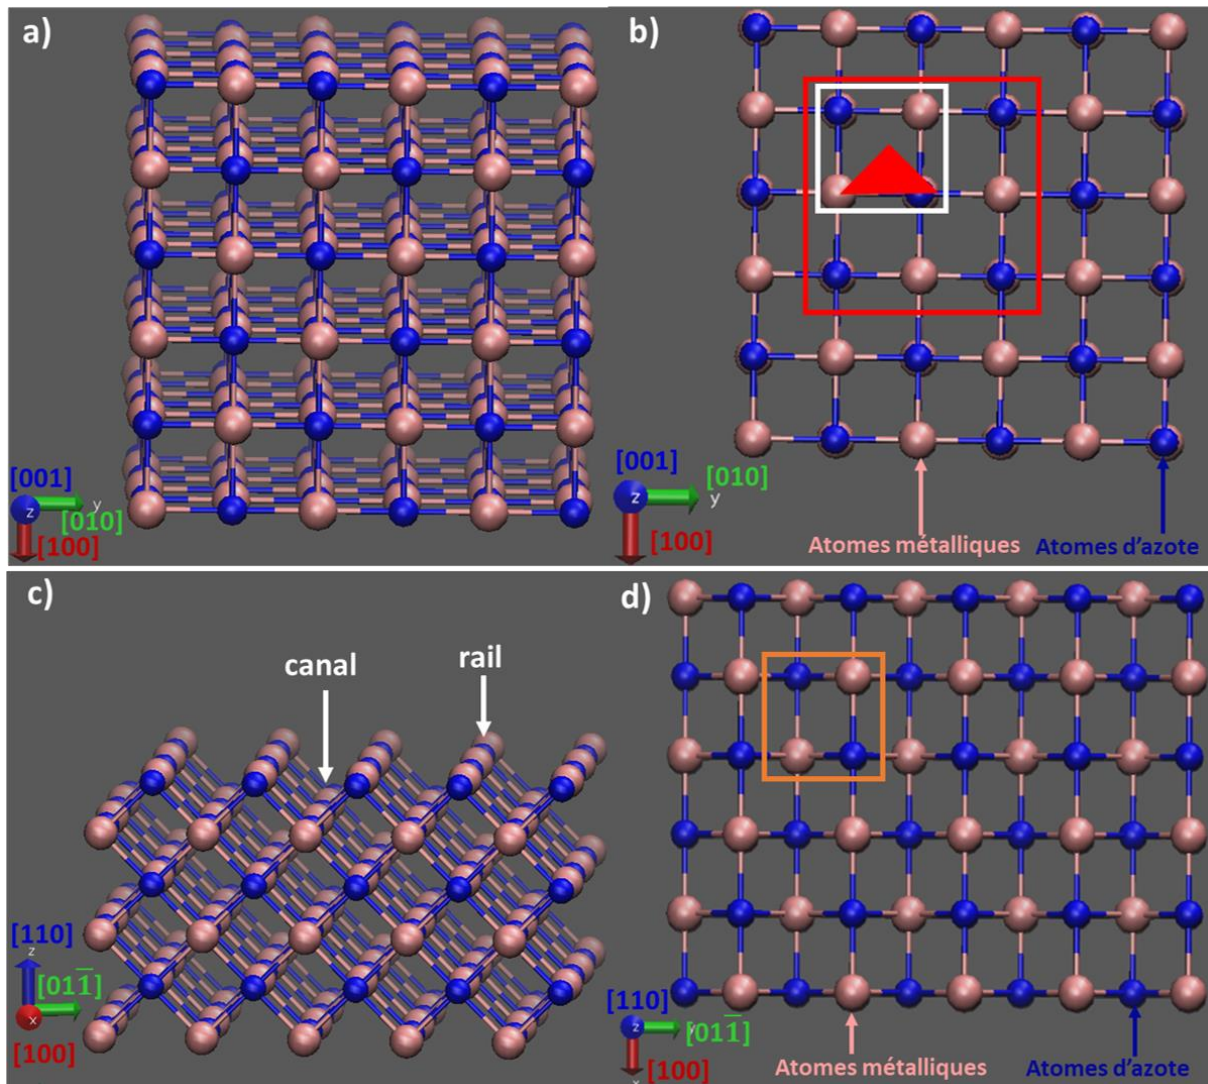 a)
[001]
z
y
[010]
[100]
b)
[001]
z
[010]
y
[100]
Atomes métalliques
Atomes d'azote
c)
canal
rail
[110]
z
[011̅]
x
[100]
d)
[110]
z
y
[011̅]
[100]
x
Atomes métalliques
Atomes d'azote